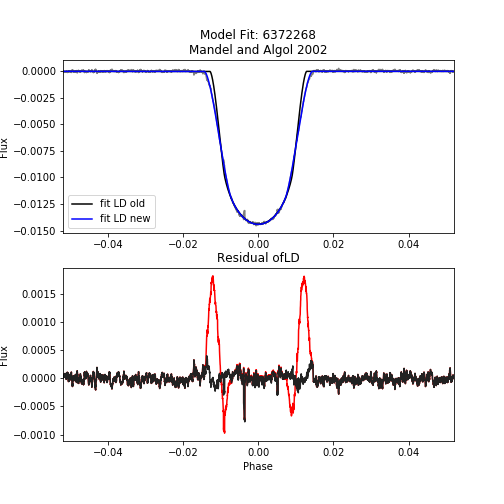 Model Fit: 6372268
Mandel and Algol 2002
0.0000
−0.0025
−0.0050
−0.0075
−0.0100
−0.0125
−0.0150
Flux
fit LD old
fit LD new
−0.04
−0.02
0.00
0.02
0.04
Residual ofLD
0.0015
0.0010
0.0005
0.0000
−0.0005
−0.0010
Flux
−0.04
−0.02
0.00
0.02
0.04
Phase